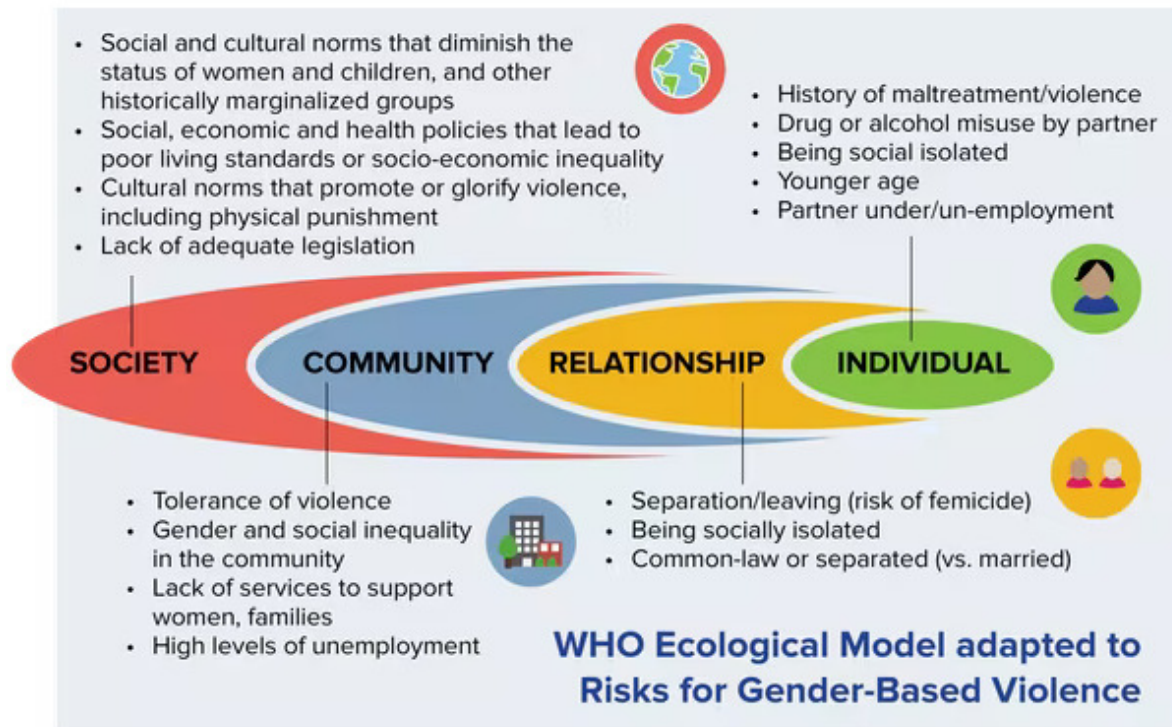 • Social and cultural norms that diminish the
status of women and children, and other
historically marginalized groups
• Social, economic and health policies that lead to
poor living standards or socio-economic inequality
• Cultural norms that promote or glorify violence,
including physical punishment
• Lack of adequate legislation
• History of maltreatment/violence
• Drug or alcohol misuse by partner
• Being social isolated
• Younger age
• Partner under/un-employment
SOCIETY
COMMUNITY
RELATIONSHIP
INDIVIDUAL
• Tolerance of violence
• Gender and social inequality
in the community
• Lack of services to support
women, families
• High levels of unemployment
• Separation/leaving (risk of femicide)
• Being socially isolated
• Common-law or separated (vs. married)
WHO Ecological Model adapted to
Risks for Gender-Based Violence